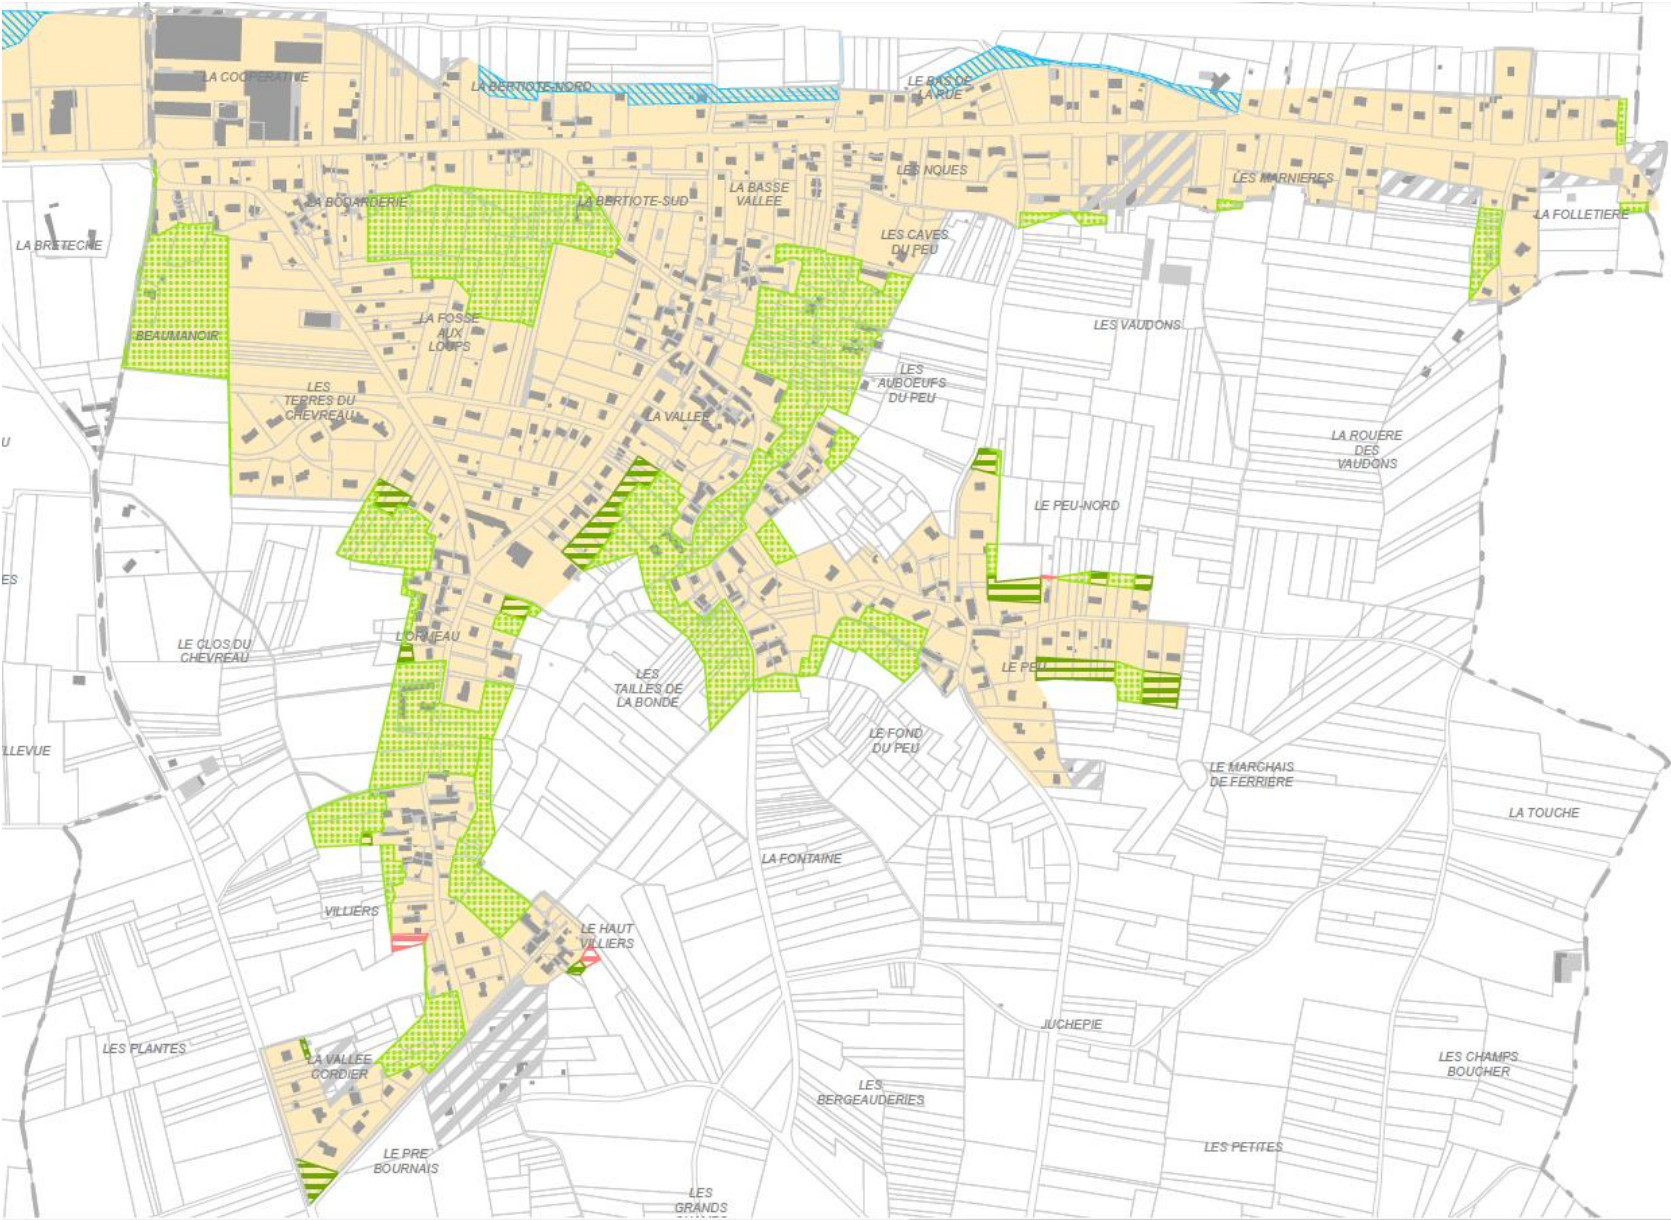 LA COOPERATIVE
LA BERTIOTE-NORD
LE BAS DE
LA RUE
LA BODARDERIE
LA BERTIOTE-SUD
LA BASSE
VALLEE
LES NQUES
LES MARNIERES
LA BRETECHE
LES CAVES
DU PEU
LA FOLLETIERE
BEAUMANOIR
LA FOSSE
AUX
LOUPS
LES VAUDONS
LES
TERRES DU
CHEVREAU
LA VALLEE
LES
AUBOEUFS
DU PEU
U
LA ROUERE
DES
VAUDONS
LE PEU-NORD
ES
L'ORMEAU
LE CLOS DU
CHEVREAU
LES
TAILLES DE
LA BONDE
LE PEU
LLEVUE
LE FOND
DU PEU
LE MARCHAIS
DE FERRIERE
LA TOUCHE
LA FONTAINE
VILLIERS
LE HAUT
VILLIERS
JUCHEPIE
LES PLANTES
LA VALLEE
CORDIER
LES CHAMPS
BOUCHER
LES
BERGEAUDERIES
LE PRE
BOURNAIS
LES PETITES
LES
GRANDS